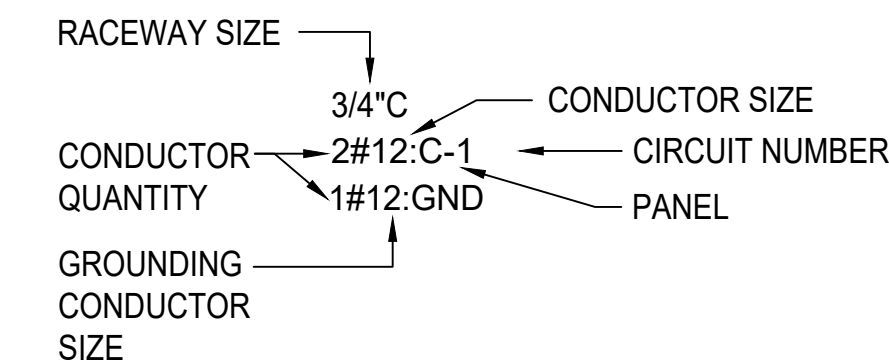 RACEWAY SIZE
3/4"C
CONDUCTOR SIZE
CONDUCTOR
QUANTITY
2#12:C-1
CIRCUIT NUMBER
1#12:GND
PANEL
GROUNDING
CONDUCTOR
SIZE